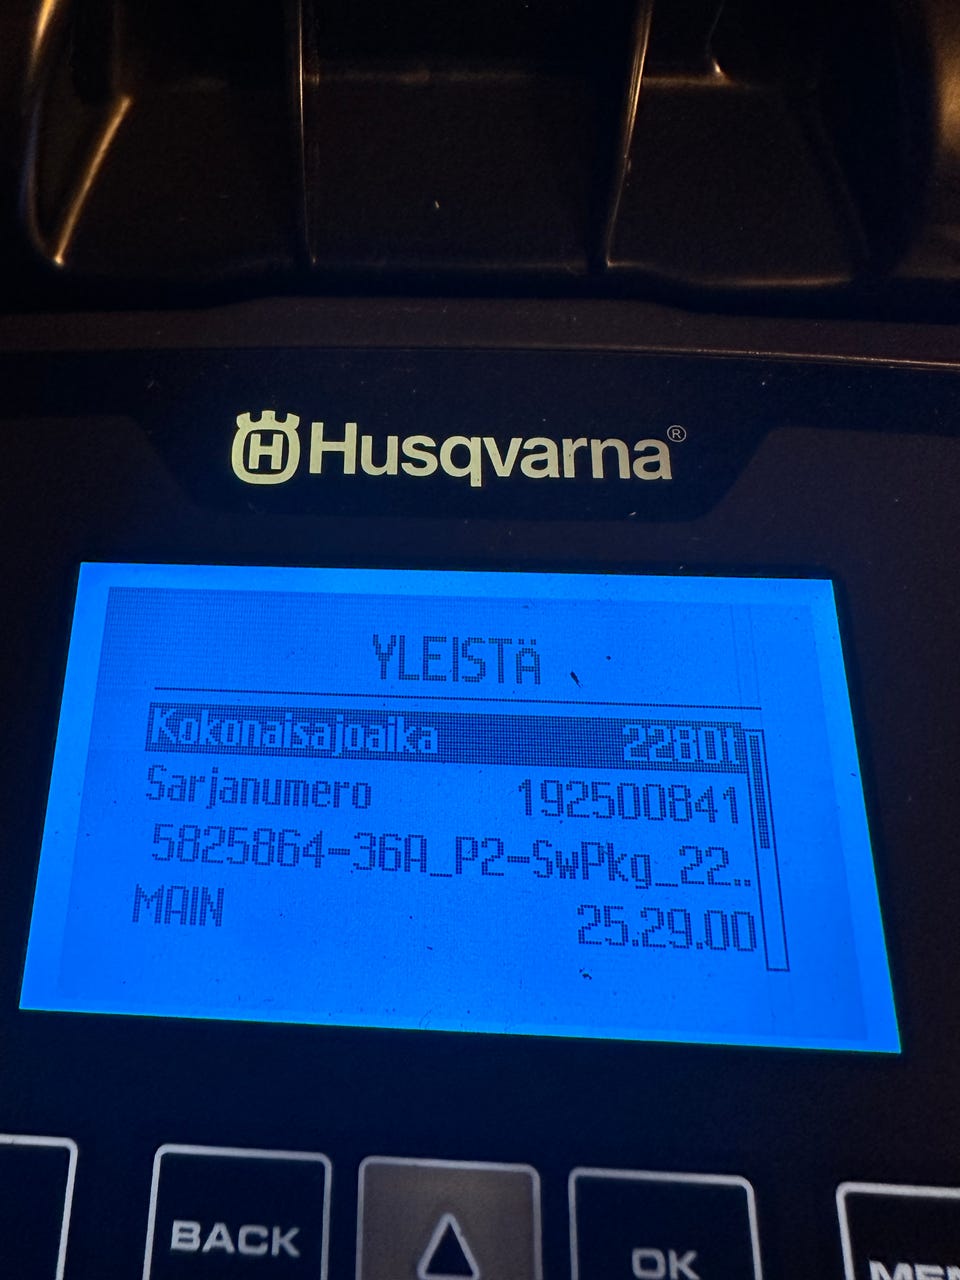 Husqvarna®
YLEISTÄ
Kokonaisajoaika 2280t
Sarjanumero 192500841
5825864-36A_P2-SwPkg_22..
MAIN 25.29.00
BACK
OK